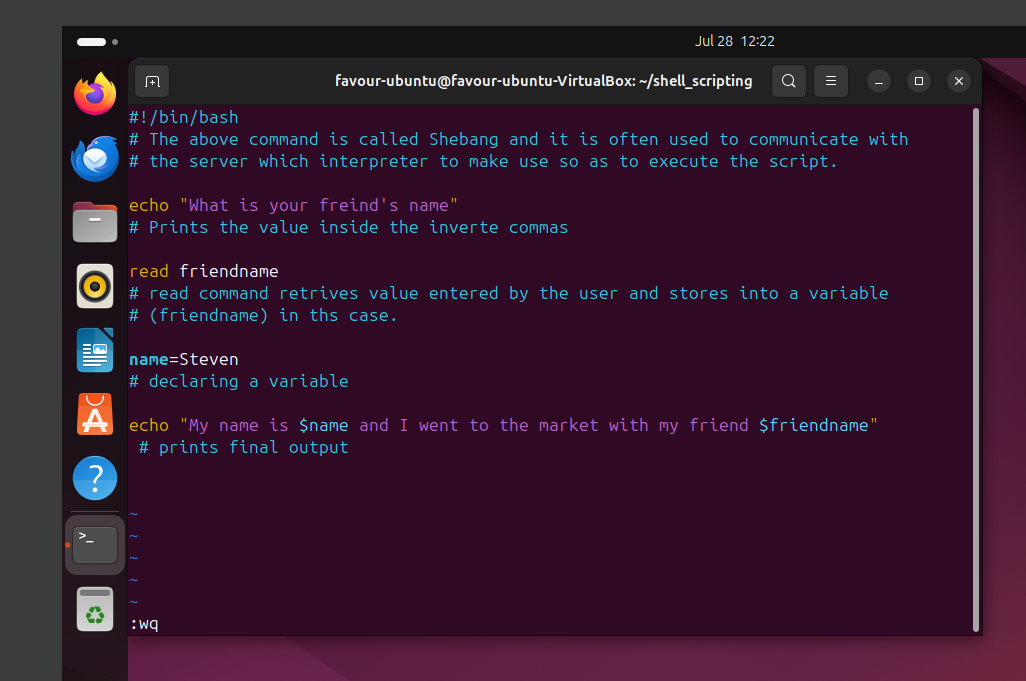 Jul 28 12:22
favour-ubuntu@favour-ubuntu-VirtualBox: ~/shell_scripting
#!/bin/bash
# The above command is called Shebang and it is often used to communicate with
# the server which interpreter to make use so as to execute the script.
echo "What is your freind's name"
# Prints the value inside the inverte commas
read friendname
# read command retrives value entered by the user and stores into a variable
# (friendname) in ths case.
name=Steven
# declaring a variable
echo "My name is $name and I went to the market with my friend $friendname"
# prints final output
~
~
~
~
~
:wq